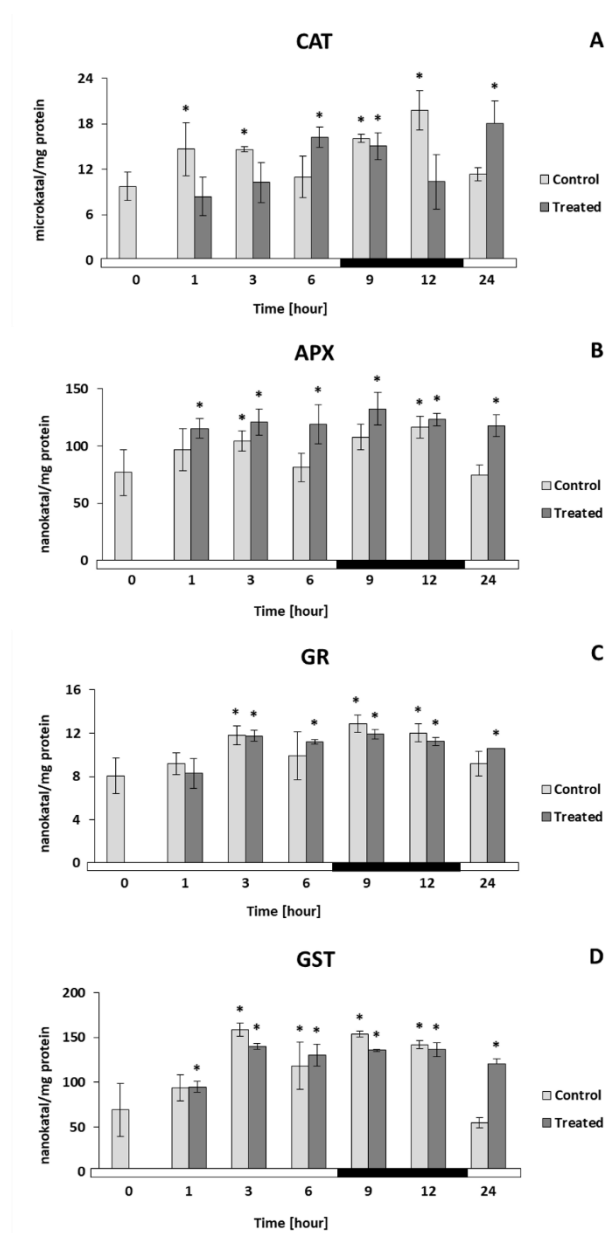 CAT
A
24
* * * * * * *
18
12
6
0
microkatal/mg protein
Control
Treated
0 1 3 6 9 12 24
Time [hour]
APX
B
150
* * * * * * * *
100
50
0
nanokatal/mg protein
Control
Treated
0 1 3 6 9 12 24
Time [hour]
GR
C
16
* * * * * * * *
12
8
4
0
nanokatal/mg protein
Control
Treated
0 1 3 6 9 12 24
Time [hour]
GST
D
200
* * * * * * * * * *
150
100
50
0
nanokatal/mg protein
Control
Treated
0 1 3 6 9 12 24
Time [hour]